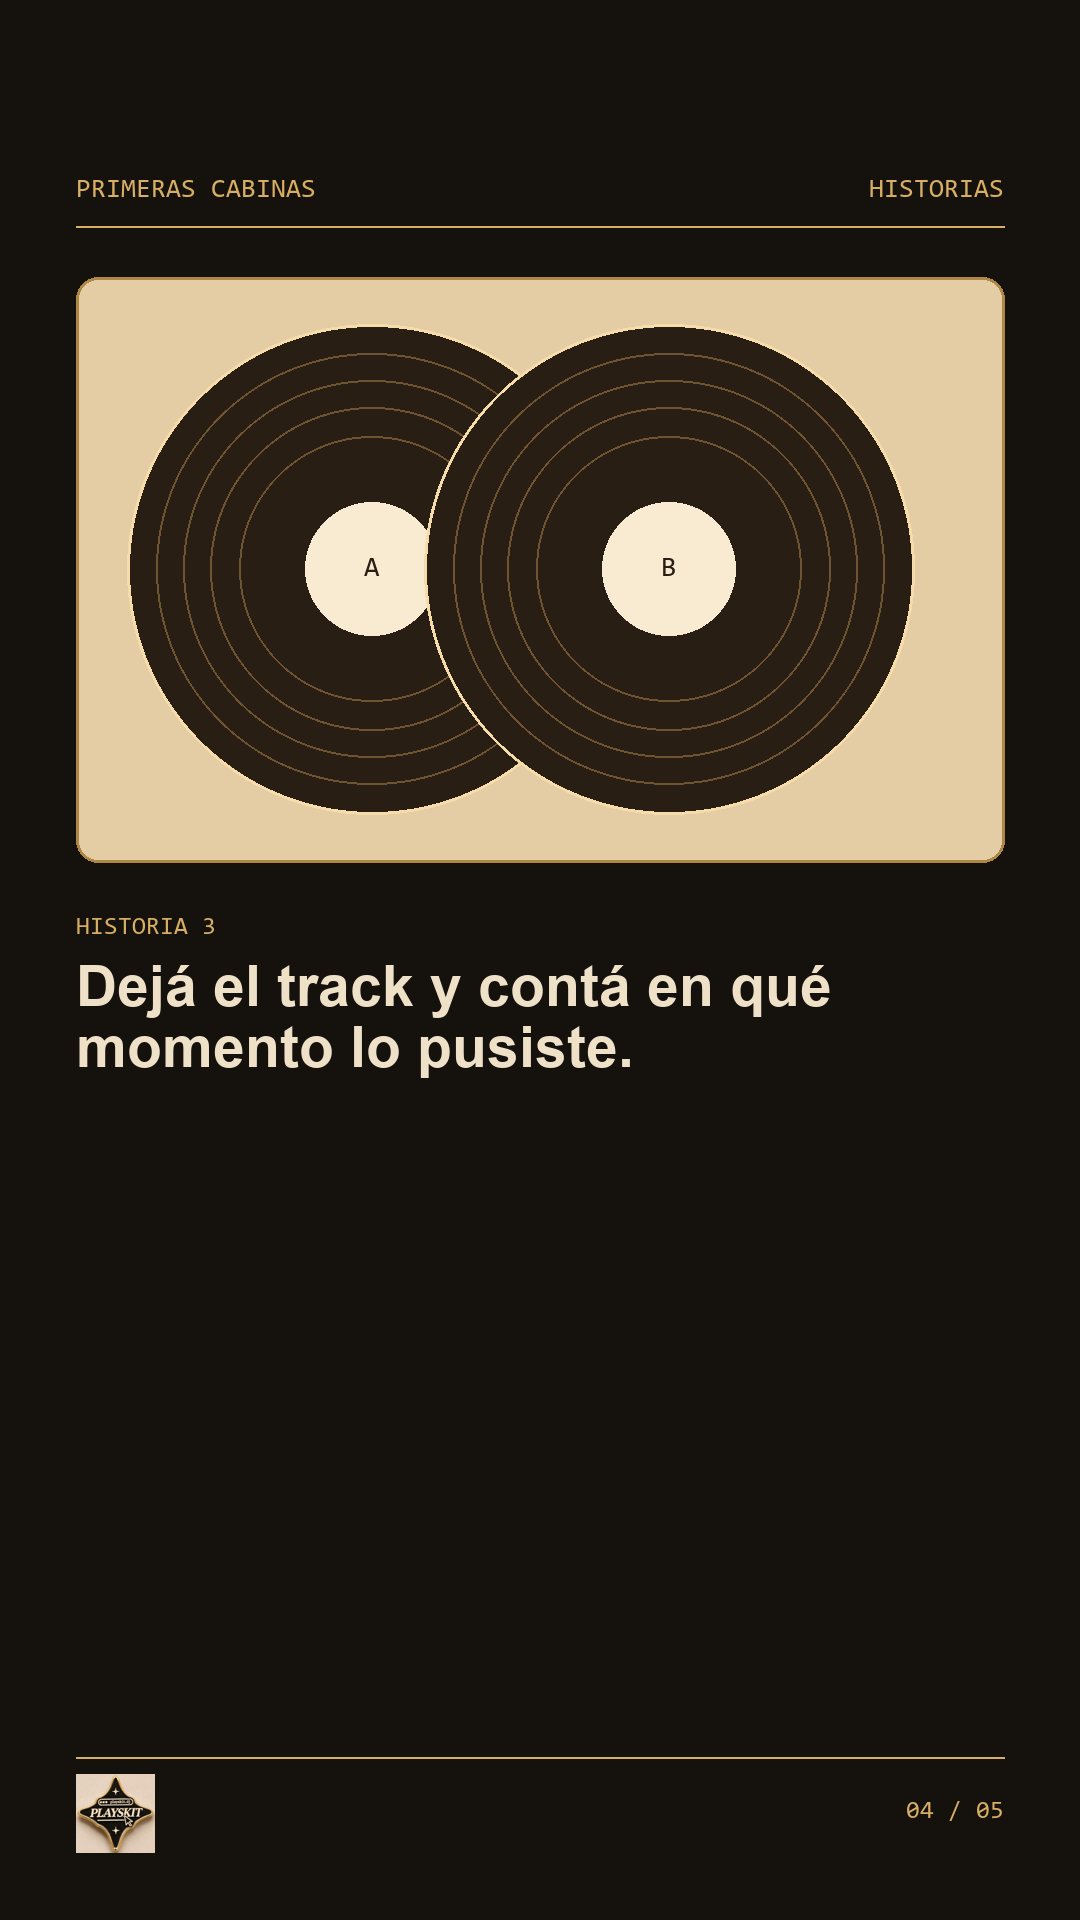 PRIMERAS CABINAS
HISTORIAS
A
B
HISTORIA 3
Dejá el track y contá en qué
momento lo pusiste.
PLAYSKIT
04 / 05